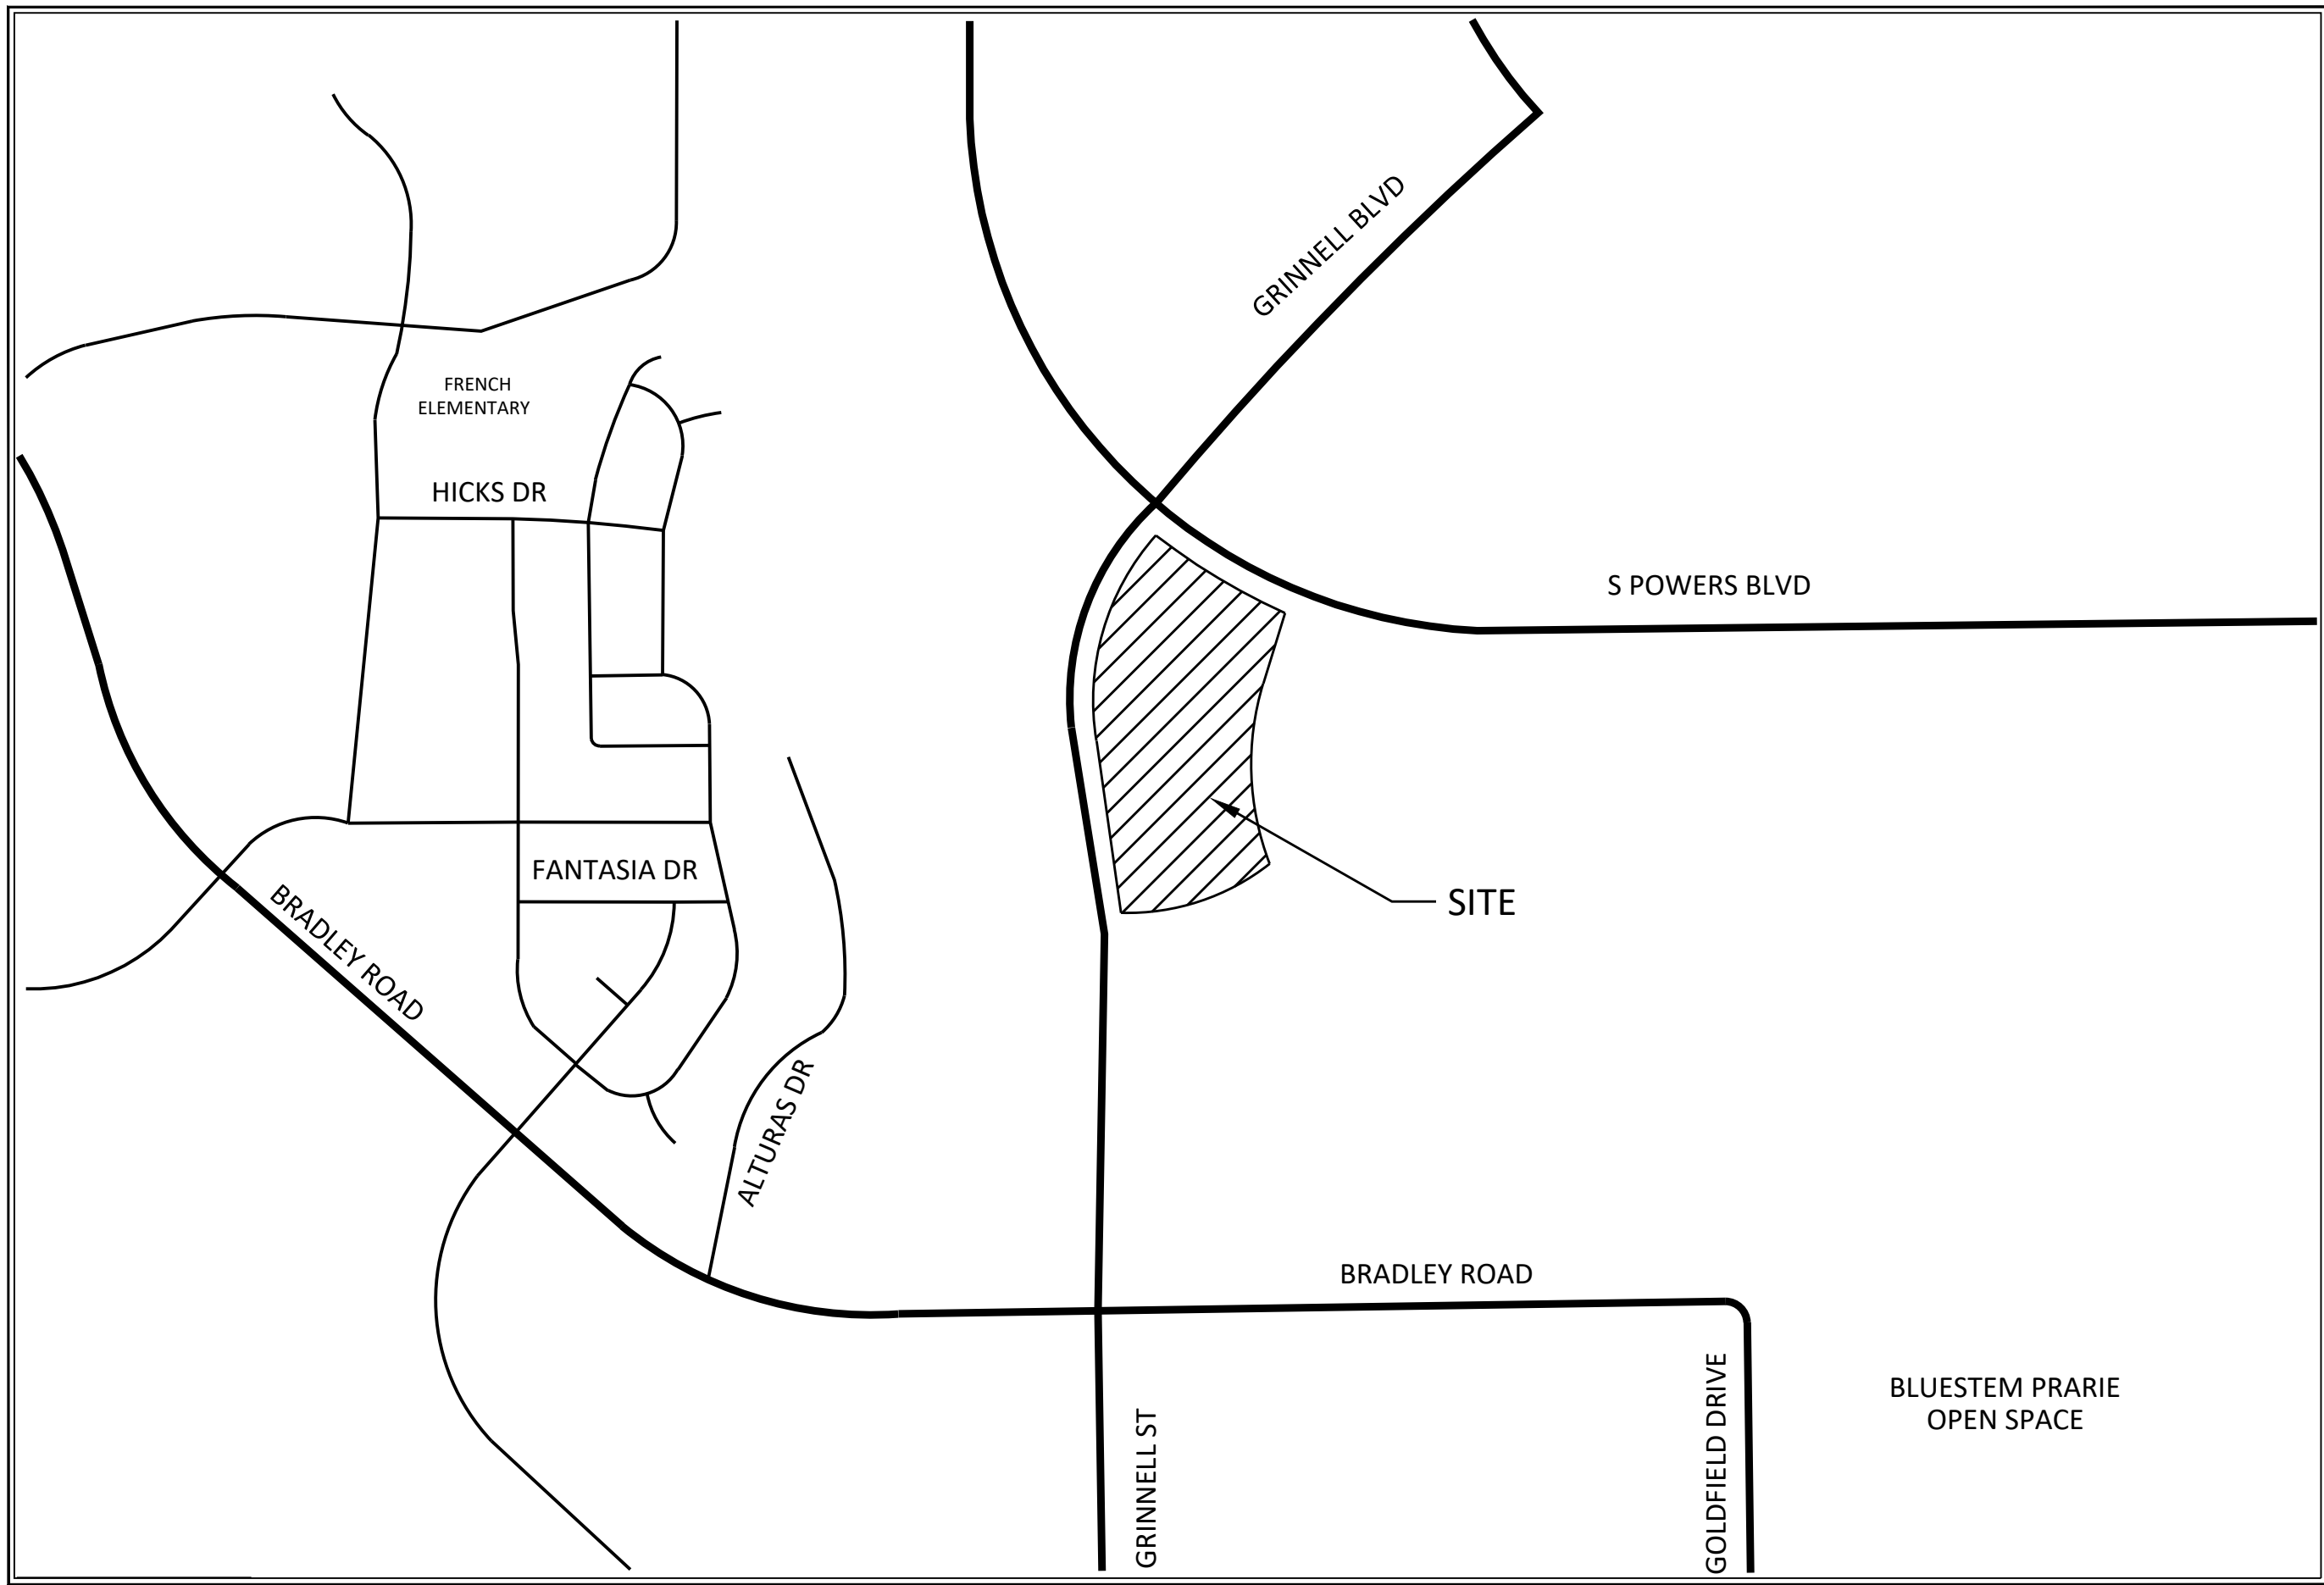 GRINNELL BLVD
FRENCH
ELEMENTARY
HICKS DR
S POWERS BLVD
FANTASIA DR
SITE
BRADLEY ROAD
ALTURAS DR
BRADLEY ROAD
GRINNELL ST
GOLDFIELD DRIVE
BLUESTEM PRARIE
OPEN SPACE